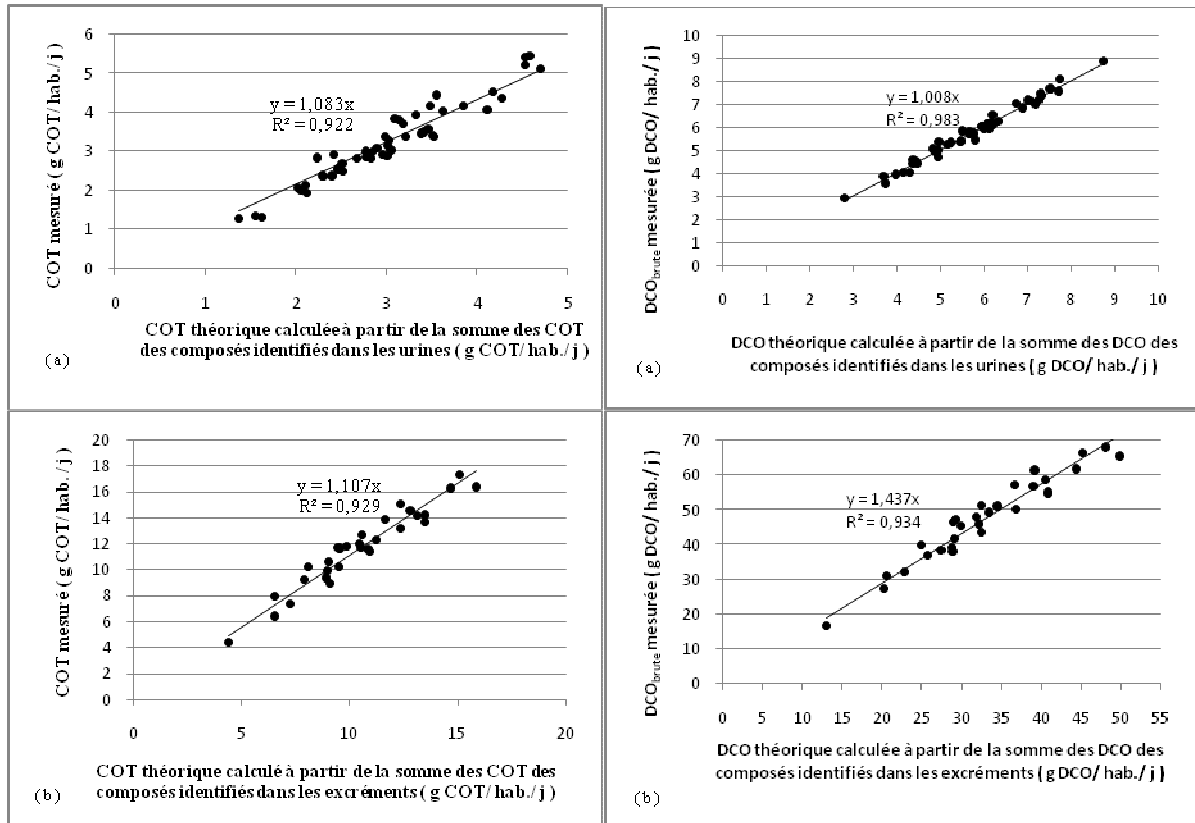 COT mesuré ( g COT/ hab./ j )
6
5
4
3
2
1
0
y = 1,083x
R² = 0,922
0 1 2 3 4 5
COT théorique calculée à partir de la somme des COT
des composés identifiés dans les urines ( g COT/ hab./ j )
(a)
DCObrute mesurée ( g DCO/ hab./ j )
10
9
8
7
6
5
4
3
2
1
0
y = 1,008x
R² = 0,983
0 1 2 3 4 5 6 7 8 9 10
DCO théorique calculée à partir de la somme des DCO des
composés identifiés dans les urines ( g DCO/ hab./ j )
(a)
COT mesuré ( g COT/ hab./ j )
20
18
16
14
12
10
8
6
4
2
0
y = 1,107x
R² = 0,929
0 5 10 15 20
COT théorique calculé à partir de la somme des COT des
composés identifiés dans les excréments ( g COT/ hab./ j )
(b)
DCObrute mesurée ( g DCO/ hab./ j )
70
60
50
40
30
20
10
0
y = 1,437x
R² = 0,934
0 5 10 15 20 25 30 35 40 45 50 55
DCO théorique calculée à partir de la somme des DCO des
composés identifiés dans les excréments ( g DCO/ hab./ j )
(b)